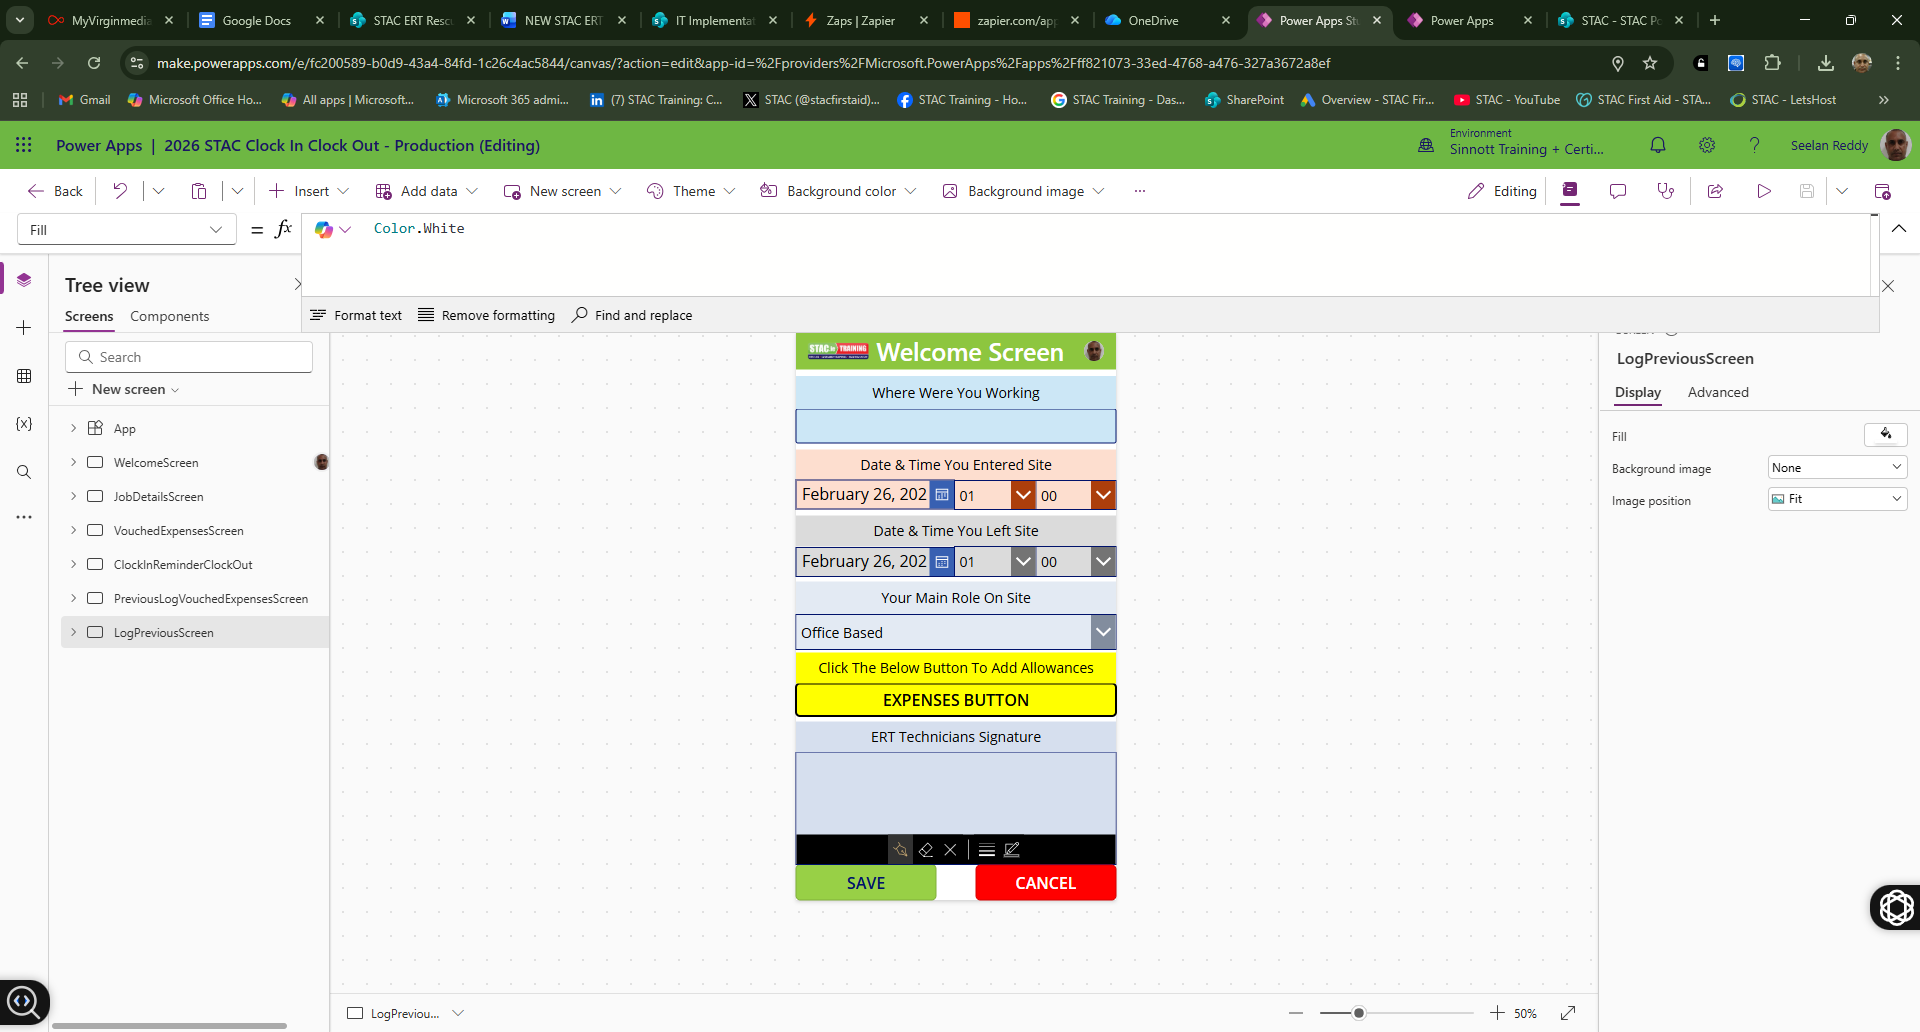 MyVirginmedia
Google Docs
STAC ERT Rescu
NEW STAC ERT
IT Implementat
Zaps | Zapier
zapier.com/app
OneDrive
Power Apps Stu
Power Apps
STAC - STAC Po
make.powerapps.com/e/fc200589-b0d9-43a4-84fd-1c26c4ac5844/canvas/?action=edit&app-id=%2Fproviders%2FMicrosoft.PowerApps%2Fapps%2Fff821073-33ed-4768-a476-327a3672a8ef
Gmail
Microsoft Office Ho...
All apps | Microsoft...
Microsoft 365 admi...
(7) STAC Training: C...
STAC (@stacfirstaid)...
STAC Training - Ho...
STAC Training - Das...
SharePoint
Overview - STAC Fir...
STAC - YouTube
STAC First Aid - STA...
STAC - LetsHost
Power Apps | 2026 STAC Clock In Clock Out - Production (Editing)
Environment
Sinnott Training + Certi...
Seelan Reddy
Back
Insert
Add data
New screen
Theme
Background color
Background image
Editing
Fill
= fx
Color.White
Format text
Remove formatting
Find and replace
Tree view
Screens
Components
Search
New screen
App
WelcomeScreen
JobDetailsScreen
VouchedExpensesScreen
ClockInReminderClockOut
PreviousLogVouchedExpensesScreen
LogPreviousScreen
STAC
TRAINING
Welcome Screen
Where Were You Working
Date & Time You Entered Site
February 26, 202
01
00
Date & Time You Left Site
February 26, 202
01
00
Your Main Role On Site
Office Based
Click The Below Button To Add Allowances
EXPENSES BUTTON
ERT Technicians Signature
SAVE
CANCEL
LogPreviousScreen
Display
Advanced
Fill
Background image
None
Image position
Fit
LogPreviou...
50%